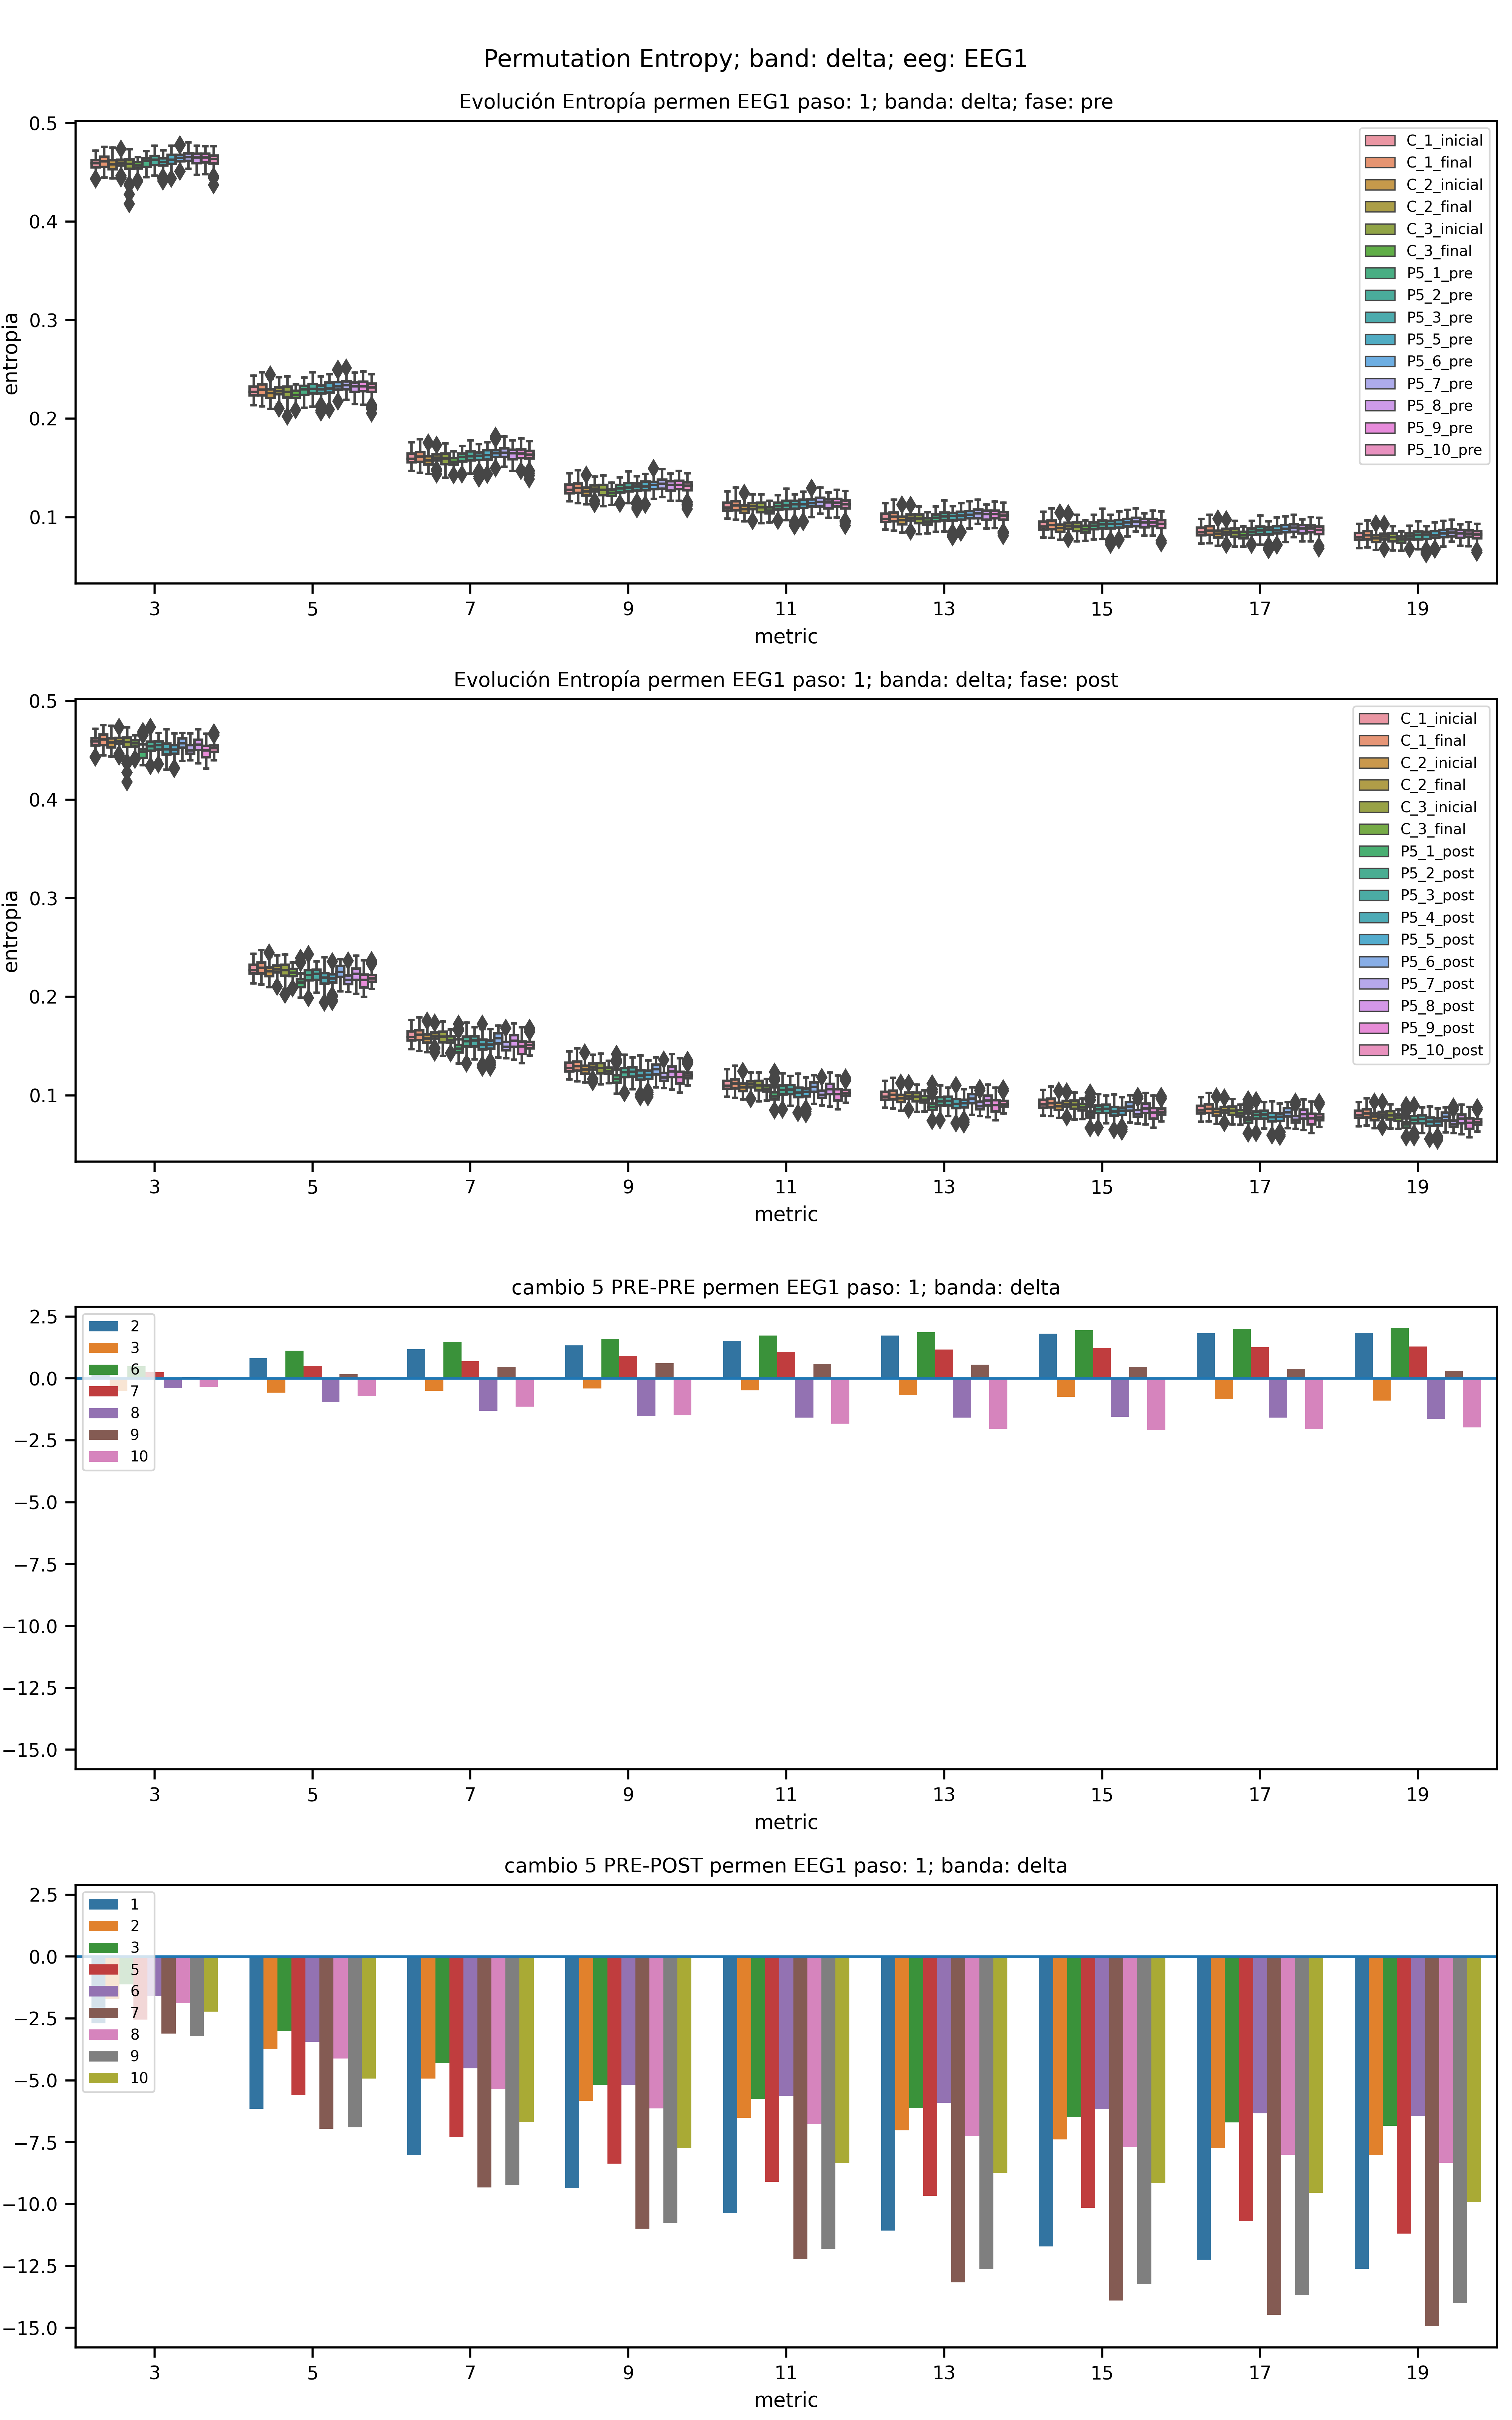 Permutation Entropy; band: delta; eeg: EEG1
Evolución Entropía permen EEG1 paso: 1; banda: delta; fase: pre
0.5
0.4
0.3
0.2
0.1
entropia
C_1_inicial
C_1_final
C_2_inicial
C_2_final
C_3_inicial
C_3_final
P5_1_pre
P5_2_pre
P5_3_pre
P5_5_pre
P5_6_pre
P5_7_pre
P5_8_pre
P5_9_pre
P5_10_pre
3 5 7 9 11 13 15 17 19
metric
Evolución Entropía permen EEG1 paso: 1; banda: delta; fase: post
0.5
0.4
0.3
0.2
0.1
entropia
C_1_inicial
C_1_final
C_2_inicial
C_2_final
C_3_inicial
C_3_final
P5_1_post
P5_2_post
P5_3_post
P5_4_post
P5_5_post
P5_6_post
P5_7_post
P5_8_post
P5_9_post
P5_10_post
3 5 7 9 11 13 15 17 19
metric
cambio 5 PRE-PRE permen EEG1 paso: 1; banda: delta
2.5
0.0
−2.5
−5.0
−7.5
−10.0
−12.5
−15.0
2
3
6
7
8
9
10
3 5 7 9 11 13 15 17 19
metric
cambio 5 PRE-POST permen EEG1 paso: 1; banda: delta
2.5
0.0
−2.5
−5.0
−7.5
−10.0
−12.5
−15.0
1
2
3
5
6
7
8
9
10
3 5 7 9 11 13 15 17 19
metric